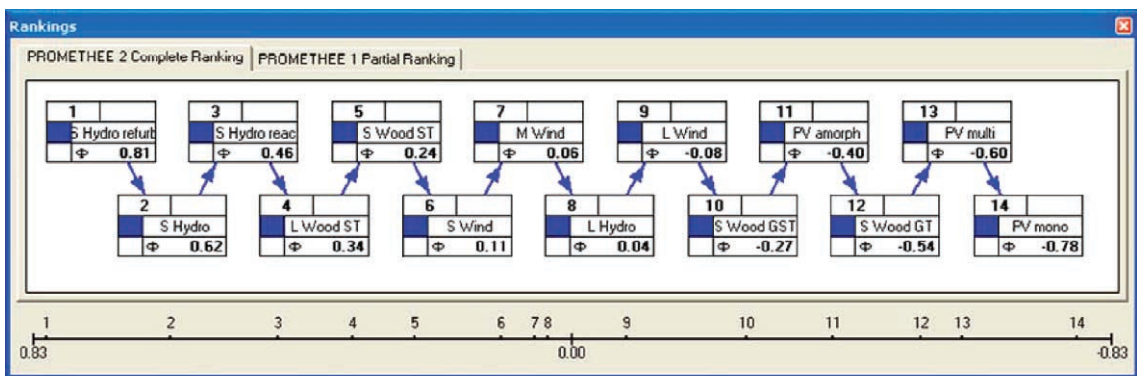 Rankings
PROMETHEE 2 Complete Ranking PROMETHEE 1 Partial Ranking
1 3 5 7 9 11 13
S Hydro refurb S Hydro reac S Wood ST M Wind L Wind PV amorph PV multi
Φ 0.81 Φ 0.46 Φ 0.24 Φ 0.06 Φ -0.08 Φ -0.40 Φ -0.60
2 4 6 8 10 12 14
S Hydro L Wood ST S Wind L Hydro S Wood GST S Wood GT PV mono
Φ 0.62 Φ 0.34 Φ 0.11 Φ 0.04 Φ -0.27 Φ -0.54 Φ -0.78
1 2 3 4 5 6 7 8 9 10 11 12 13 14
0.83 0.00 -0.83